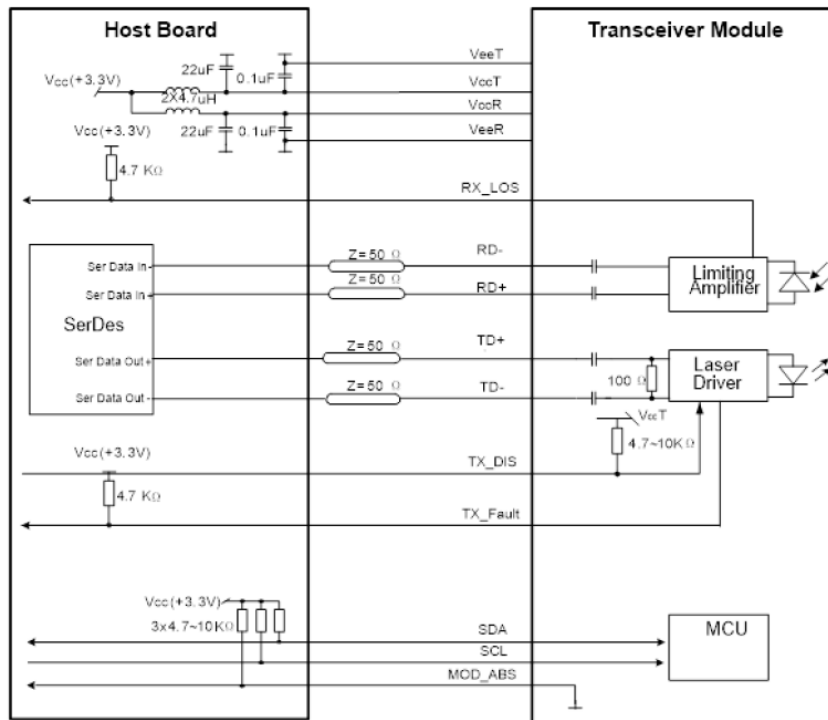 Host Board
Transceiver Module
VeeT
22uF
0.1uF
Vcc(+3.3V)
VccT
2X4.7uH
VccR
Vcc(+3.3V)
22uF
0.1uF
VeeR
4.7 KΩ
RX_LOS
Z=50 Ω
RD-
Ser Data In -
Limiting
Amplifier
Z=50 Ω
RD+
Ser Data In +
SerDes
Z=50 Ω
TD+
Ser Data Out +
Laser
Driver
Z=50 Ω
100 Ω
TD-
Ser Data Out -
VccT
4.7~10KΩ
Vcc(+3.3V)
TX_DIS
4.7 KΩ
TX_Fault
Vcc(+3.3V)
3x4.7~10KΩ
SDA
MCU
SCL
MOD_ABS